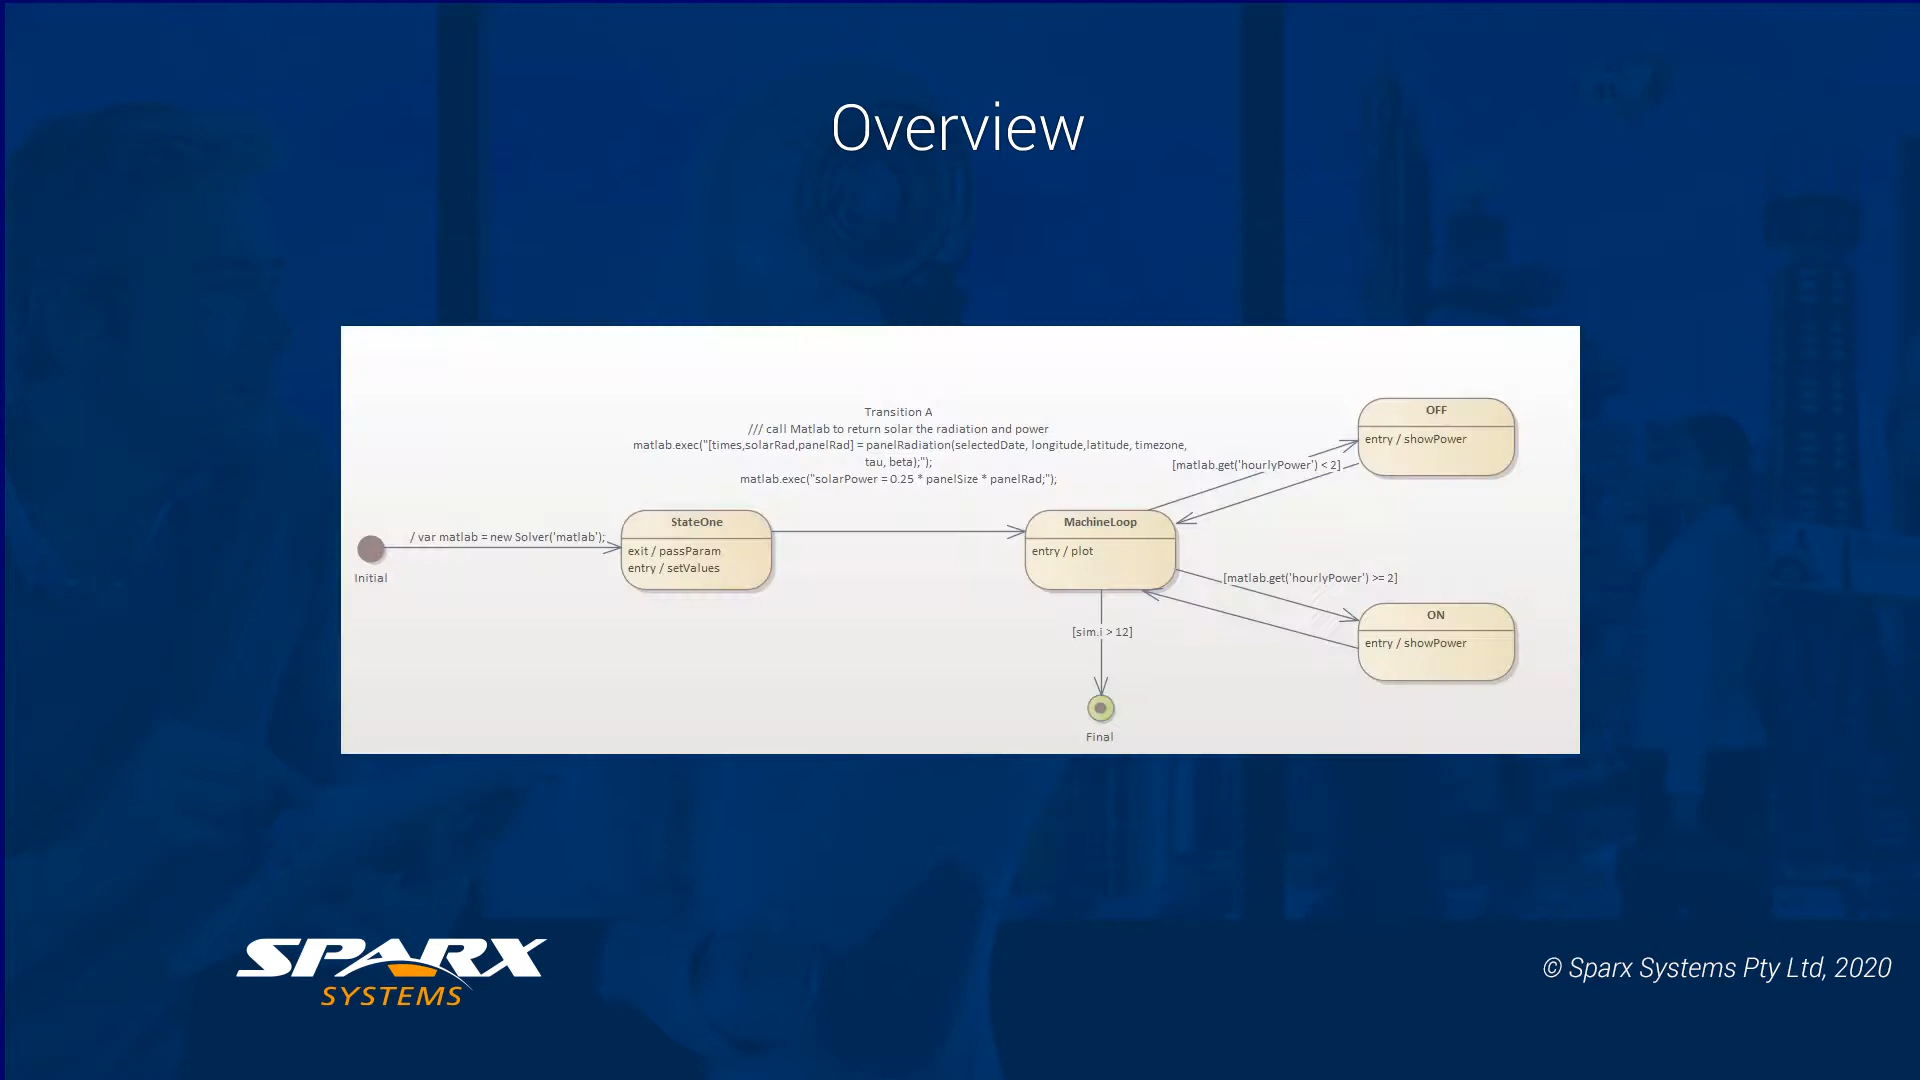 Overview
Transition A
/// call Matlab to return solar the radiation and power
matlab.exec("[times,solarRad,panelRad] = panelRadiation(selectedDate, longitude,latitude, timezone,
tau, beta);");
matlab.exec("solarPower = 0.25 * panelSize * panelRad;");
OFF
entry / showPower
[matlab.get('hourlyPower') < 2]
/ var matlab = new Solver('matlab');
Initial
StateOne
exit / passParam
entry / setValues
MachineLoop
entry / plot
[matlab.get('hourlyPower') >= 2]
ON
entry / showPower
[sim.i > 12]
Final
SPARX
SYSTEMS
© Sparx Systems Pty Ltd, 2020